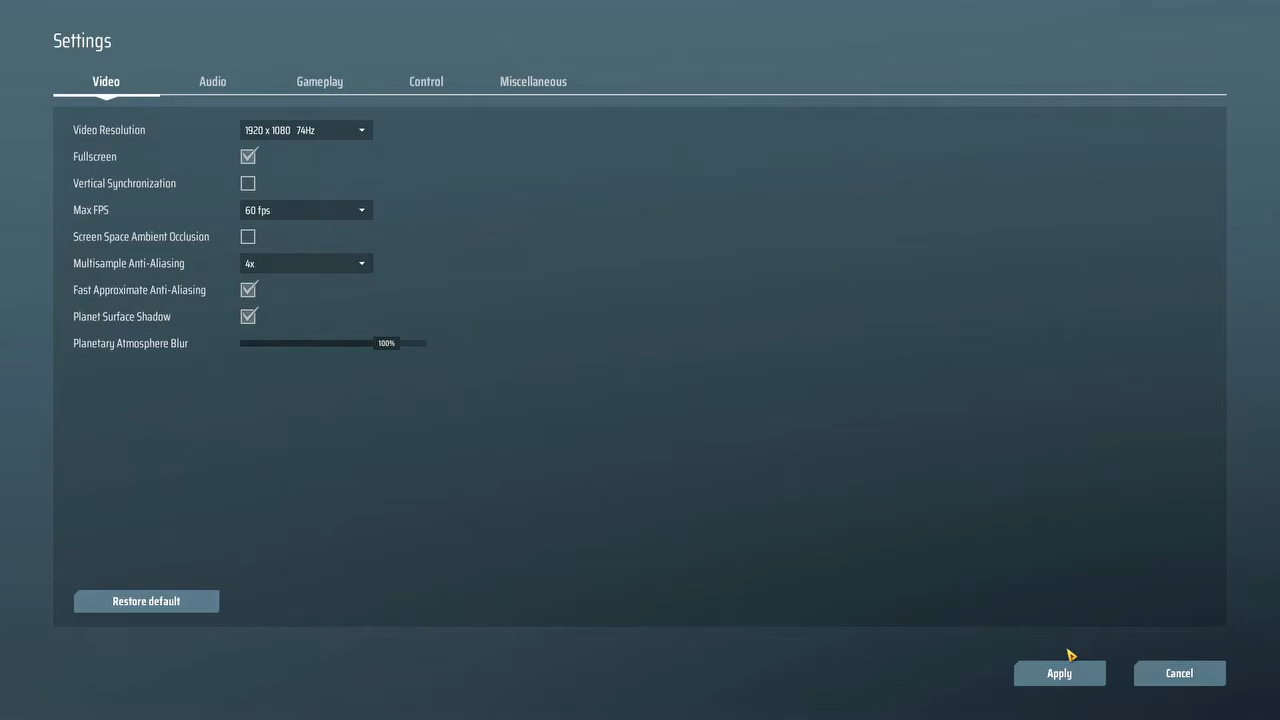 Settings
Video Audio Gameplay Control Miscellaneous
Video Resolution 1920 x 1080 74Hz
Fullscreen
Vertical Synchronization
Max FPS 60 fps
Screen Space Ambient Occlusion
Multisample Anti-Aliasing 4x
Fast Approximate Anti-Aliasing
Planet Surface Shadow
Planetary Atmosphere Blur 100%
Restore default
Apply Cancel